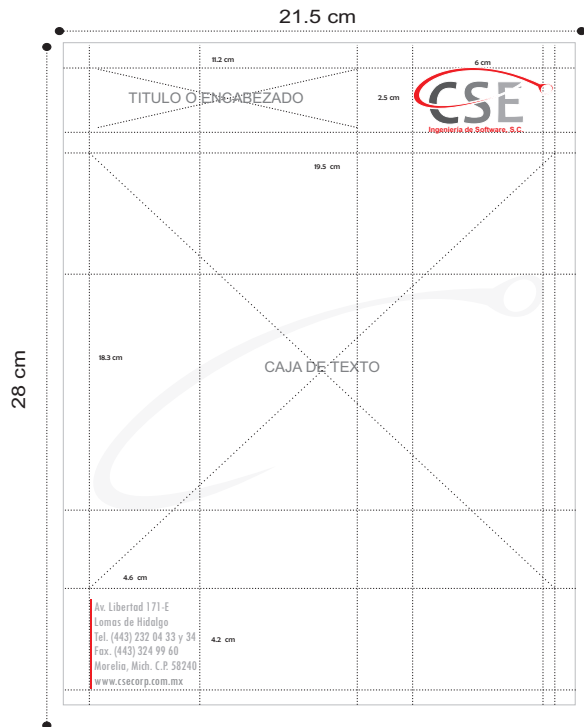 21.5 cm
11.2 cm
6 cm
TITULO O ENCABEZADO
2.5 cm
CSE
Ingeniería de Software, S.C.
19.5 cm
28 cm
18.3 cm
CAJA DE TEXTO
4.6 cm
Av. Libertad 171-E
Lomas de Hidalgo
Tel. (443) 232 04 33 y 34
4.2 cm
Fax. (443) 324 99 60
Morelia, Mich. C.P. 58240
www.csecorp.com.mx